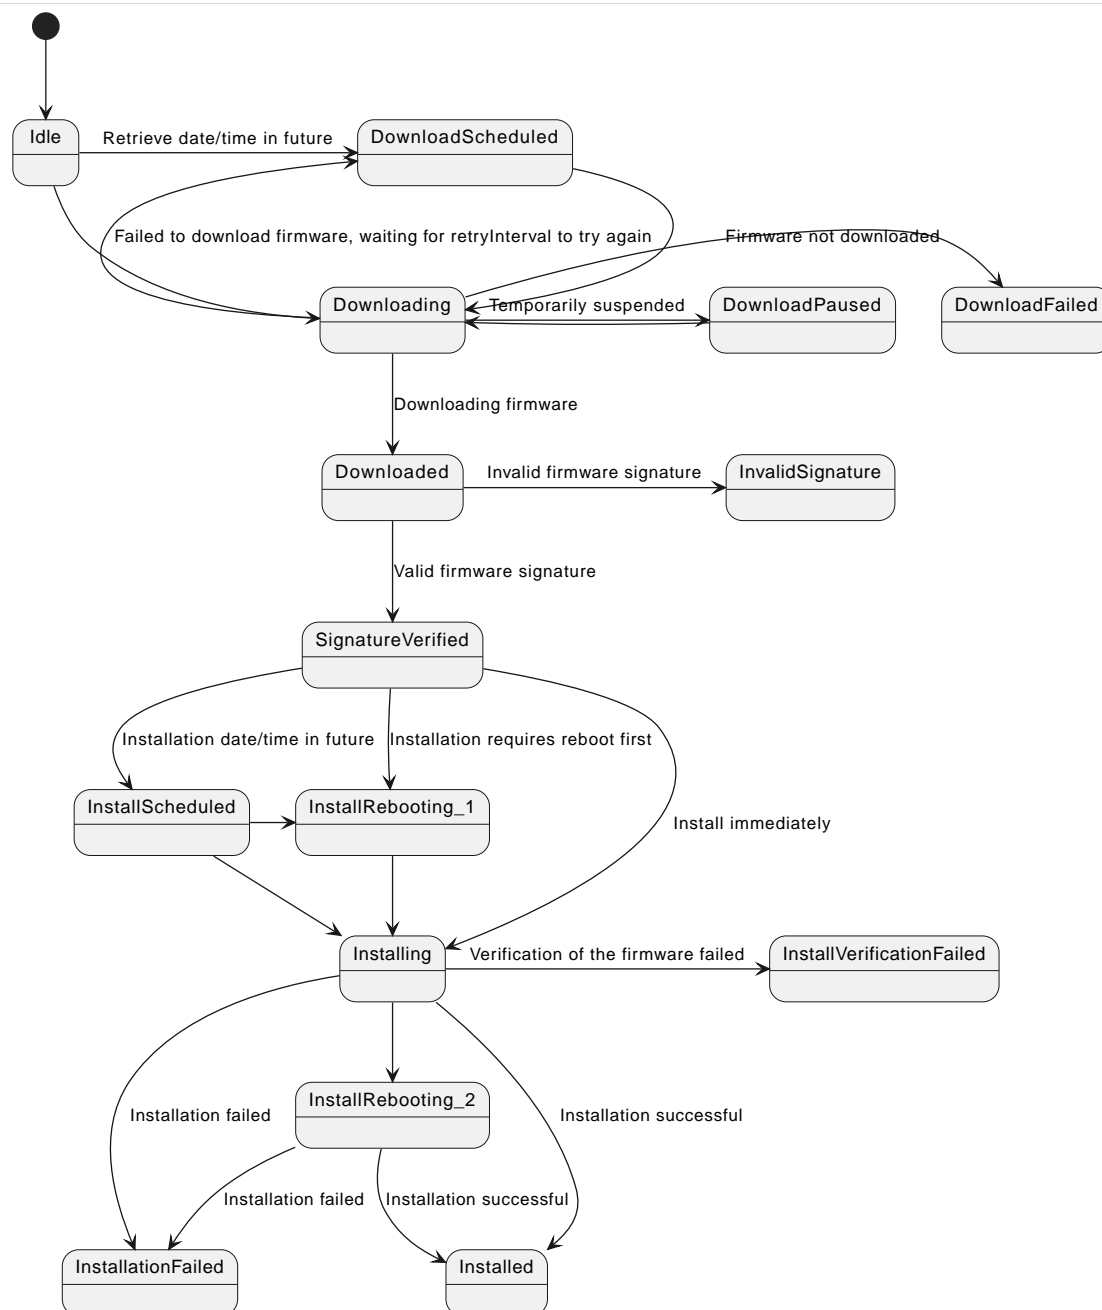 Idle
Retrieve date/time in future
DownloadScheduled
Failed to download firmware, waiting for retryInterval to try again
Firmware not downloaded
Downloading
Temporarily suspended
DownloadPaused
DownloadFailed
Downloading firmware
Downloaded
Invalid firmware signature
InvalidSignature
Valid firmware signature
SignatureVerified
Installation date/time in future
Installation requires reboot first
InstallScheduled
InstallRebooting_1
Install immediately
Installing
Verification of the firmware failed
InstallVerificationFailed
InstallRebooting_2
Installation failed
Installation successful
Installation failed
Installation successful
InstallationFailed
Installed